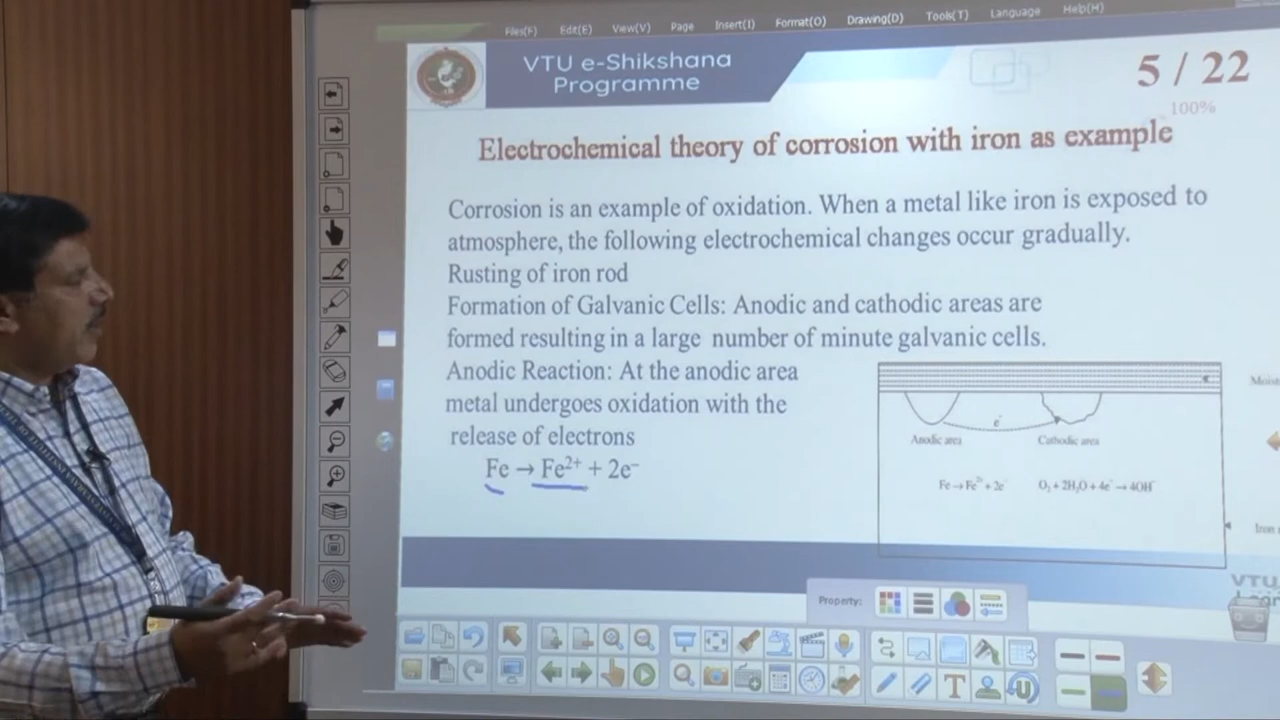 Files(F) Edit(E) View(V) Page Insert(I) Format(O) Drawing(D) Tools(T) Language Help(H)
VTU e-Shikshana
Programme
5 / 22
100%
Electrochemical theory of corrosion with iron as example
Corrosion is an example of oxidation. When a metal like iron is exposed to
atmosphere, the following electrochemical changes occur gradually.
Rusting of iron rod
Formation of Galvanic Cells: Anodic and cathodic areas are
formed resulting in a large number of minute galvanic cells.
Anodic Reaction: At the anodic area
metal undergoes oxidation with the
release of electrons
Fe → Fe²⁺ + 2e⁻
Moist
e⁻
Anodic area Cathodic area
Fe → Fe²⁺ + 2e⁻ O₂ + 2H₂O + 4e⁻ → 4OH⁻
Iron
VTU
Property:
T